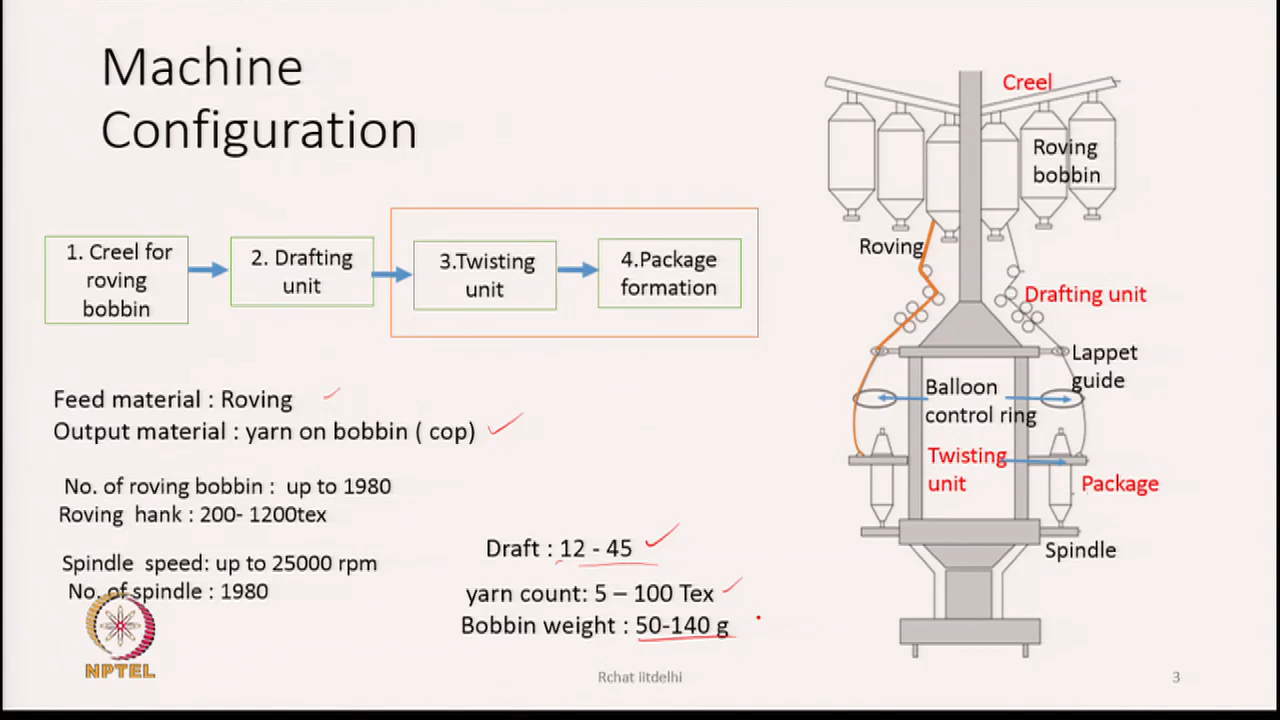 Machine
Configuration
1. Creel for
roving
bobbin
2. Drafting
unit
3.Twisting
unit
4.Package
formation
Feed material : Roving
Output material : yarn on bobbin ( cop)
No. of roving bobbin : up to 1980
Roving hank : 200- 1200tex
Spindle speed: up to 25000 rpm
No. of spindle : 1980
Draft : 12 - 45
yarn count: 5 – 100 Tex
Bobbin weight : 50-140 g
Creel
Roving
bobbin
Roving
Drafting unit
Lappet
guide
Balloon
control ring
Twisting
unit
Package
Spindle
NPTEL
Rchat iitdelhi
3